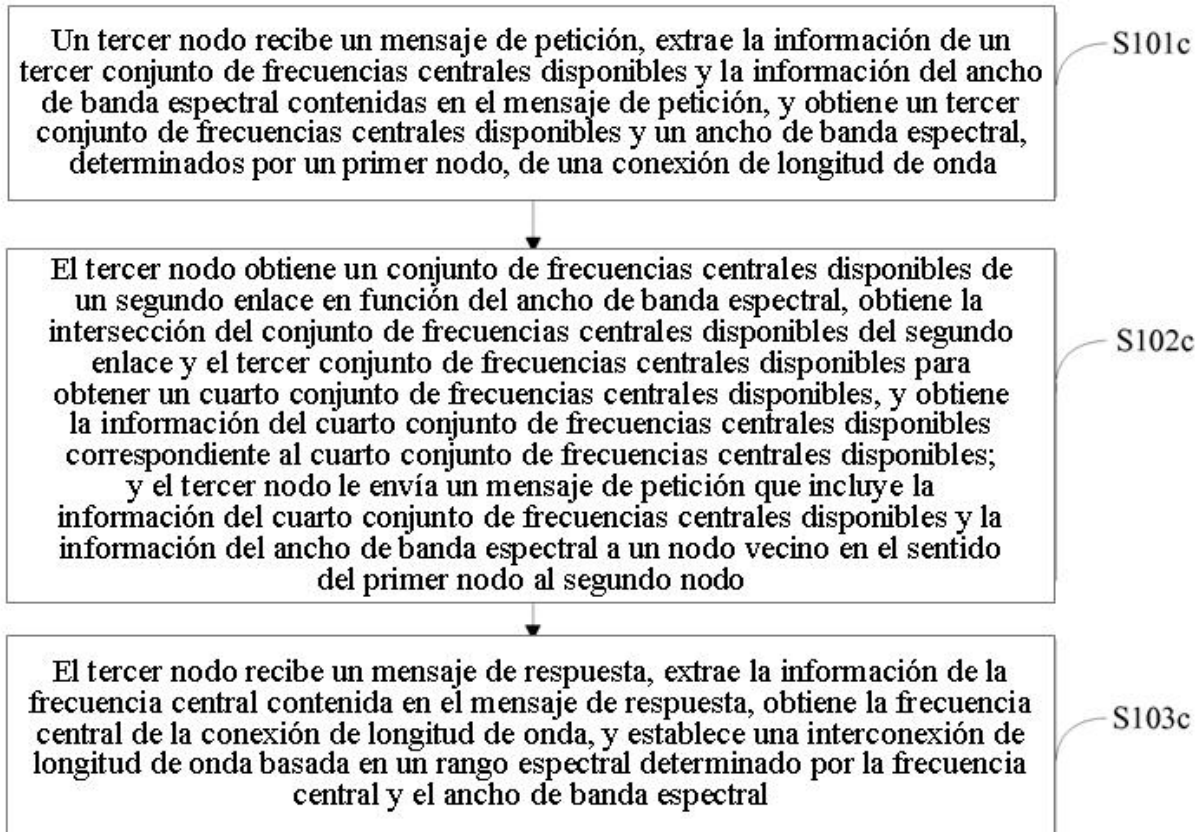 Un tercer nodo recibe un mensaje de petición, extrae la información de un
tercer conjunto de frecuencias centrales disponibles y la información del ancho
de banda espectral contenidas en el mensaje de petición, y obtiene un tercer
conjunto de frecuencias centrales disponibles y un ancho de banda espectral,
determinados por un primer nodo, de una conexión de longitud de onda
S101c
El tercer nodo obtiene un conjunto de frecuencias centrales disponibles de
un segundo enlace en función del ancho de banda espectral, obtiene la
intersección del conjunto de frecuencias centrales disponibles del segundo
enlace y el tercer conjunto de frecuencias centrales disponibles para
obtener un cuarto conjunto de frecuencias centrales disponibles, y obtiene
la información del cuarto conjunto de frecuencias centrales disponibles
correspondiente al cuarto conjunto de frecuencias centrales disponibles;
y el tercer nodo le envía un mensaje de petición que incluye la
información del cuarto conjunto de frecuencias centrales disponibles y la
información del ancho de banda espectral a un nodo vecino en el sentido
del primer nodo al segundo nodo
S102c
El tercer nodo recibe un mensaje de respuesta, extrae la información de la
frecuencia central contenida en el mensaje de respuesta, obtiene la frecuencia
central de la conexión de longitud de onda, y establece una interconexión de
longitud de onda basada en un rango espectral determinado por la frecuencia
central y el ancho de banda espectral
S103c